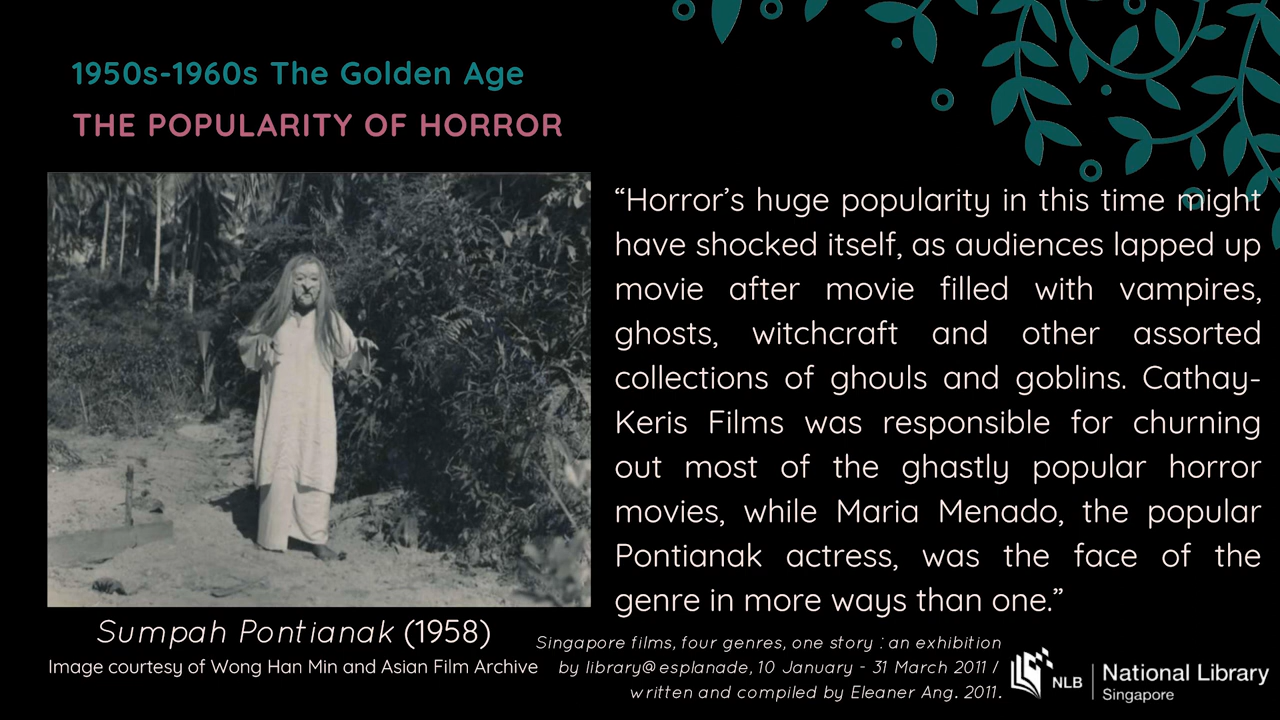 1950s-1960s The Golden Age
THE POPULARITY OF HORROR
“Horror’s huge popularity in this time might
have shocked itself, as audiences lapped up
movie after movie filled with vampires,
ghosts, witchcraft and other assorted
collections of ghouls and goblins. Cathay-
Keris Films was responsible for churning
out most of the ghastly popular horror
movies, while Maria Menado, the popular
Pontianak actress, was the face of the
genre in more ways than one.”
Sumpah Pontianak (1958)
Image courtesy of Wong Han Min and Asian Film Archive
Singapore films, four genres, one story : an exhibition
by library@esplanade, 10 January - 31 March 2011 /
written and compiled by Eleaner Ang. 2011.
NLB
National Library
Singapore